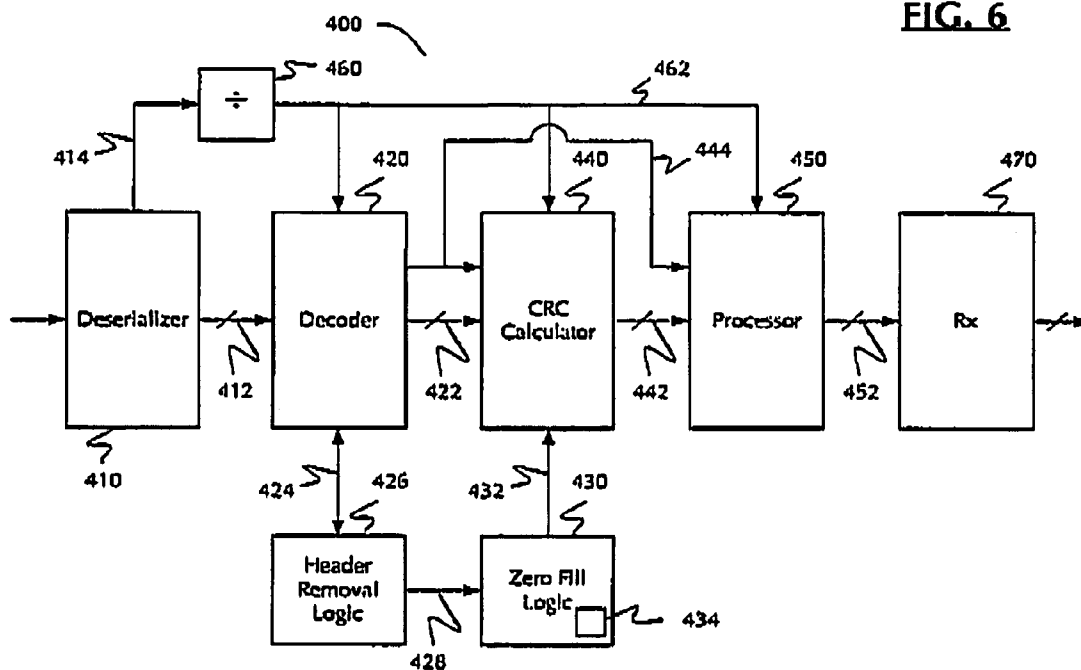 FIG. 6
400
460
÷
462
414
420
440
444
450
470
Deserializer
Decoder
CRC
Calculator
Processor
Rx
412
422
442
452
410
424
426
432
430
Header
Removal
Logic
Zero Fill
Logic
434
428